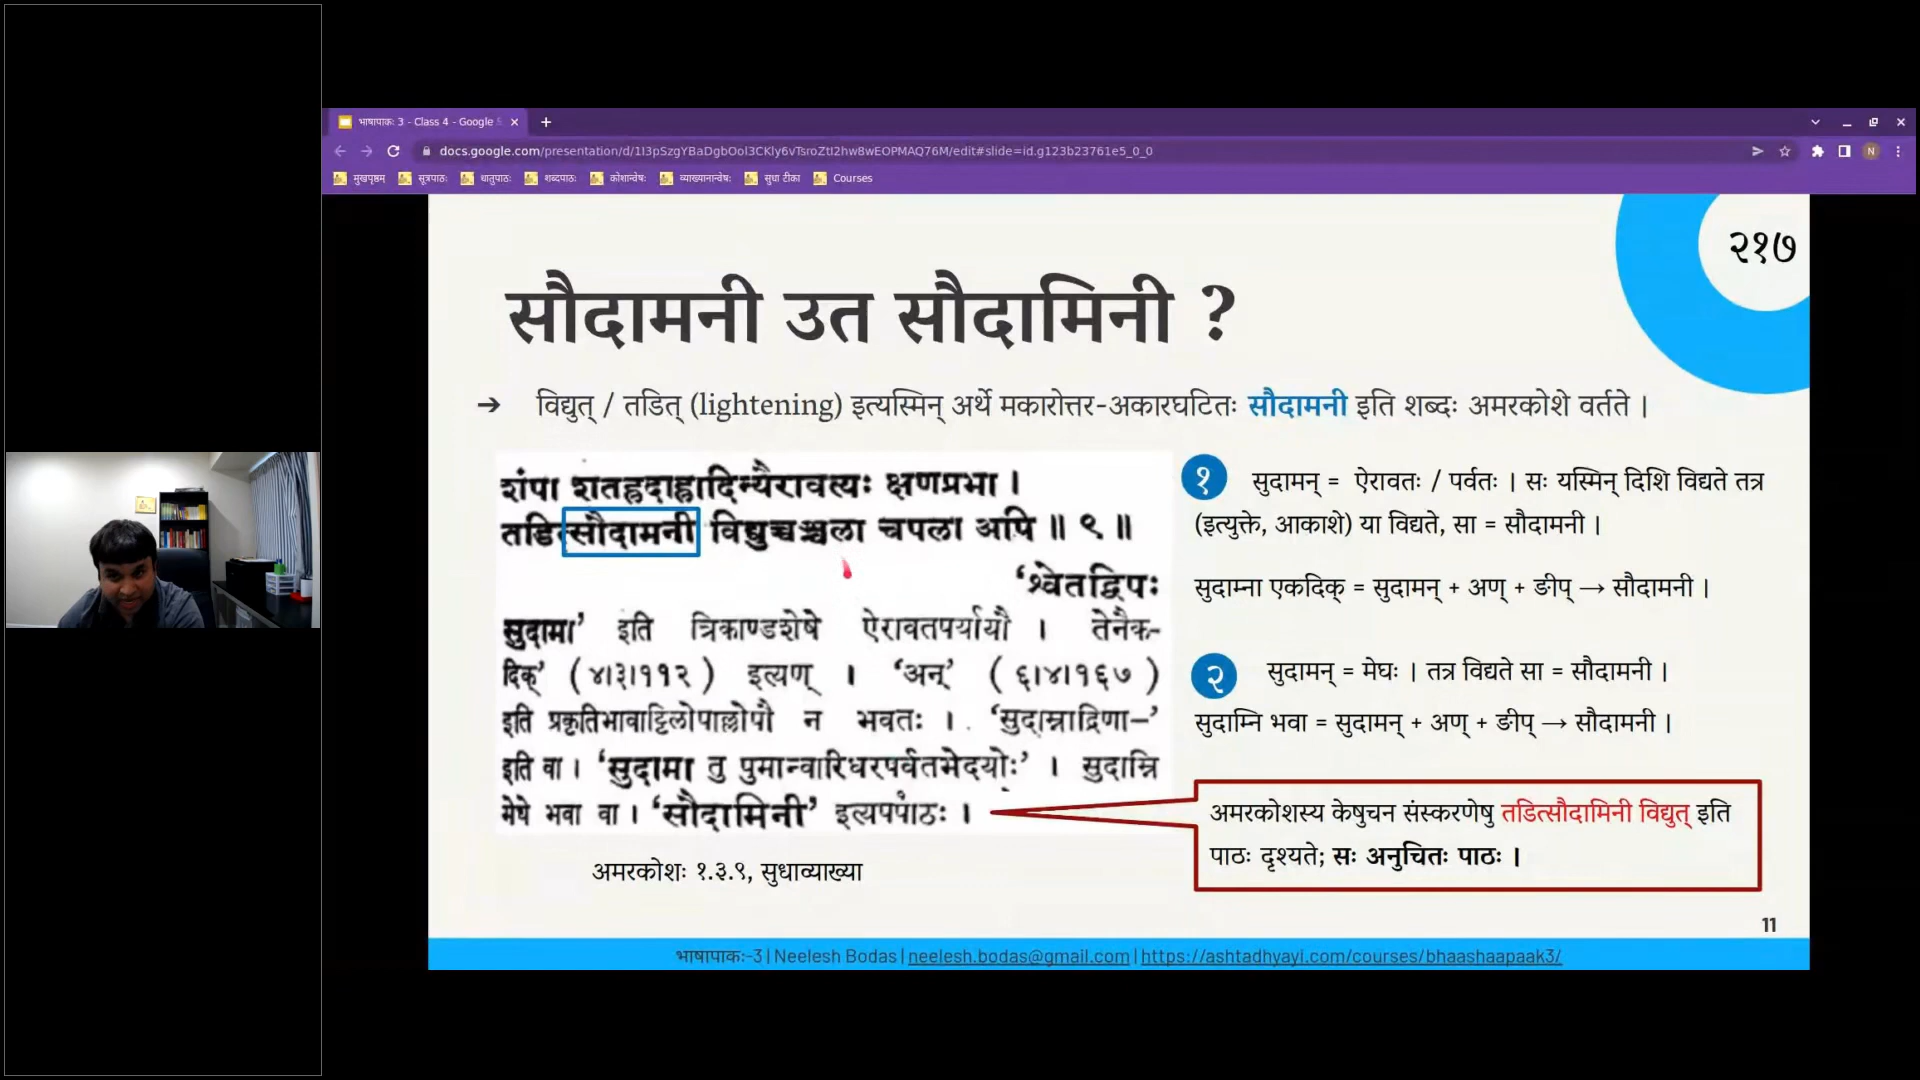 भाषापाकः 3 - Class 4 - Google S
docs.google.com/presentation/d/1I3pSzgYBaDgbOol3CKly6vTsroZtI2hw8wEOPMAQ76M/edit#slide=id.g123b23761e5_0_0
N
मुखपृष्ठम् सूत्रपाठः धातुपाठः शब्दपाठः कोशान्वेषः व्याख्यानान्वेषः सुधा टीका Courses
२१७
सौदामनी उत सौदामिनी ?
➔ विद्युत् / तडित् (lightening) इत्यस्मिन् अर्थे मकारोत्तर-अकारघटितः सौदामनी इति शब्दः अमरकोशे वर्तते ।
शंपा शतह्रदाह्रादिन्यैरावत्यः क्षणप्रभा ।
तडित्सौदामनी विद्युच्चञ्चला चपला अपि ॥ ९ ॥
‘श्वेतद्विपः
सुदामा’ इति त्रिकाण्डशेषे ऐरावतपर्यायौ । तेनैक-
दिक्’ (४।३।११२) इत्यण् । ‘अन्’ (६।४।१६७)
इति प्रकृतिभावाट्टिलोपाल्लोपौ न भवतः । ‘सुदाम्नाद्रिणा—’
इति वा । ‘सुदामा तु पुमान्वारिधरपर्वतभेदयोः’ । सुदाम्नि
मेघे भवा वा । ‘सौदामिनी’ इत्यपपाठः ।
अमरकोशः १.३.९, सुधाव्याख्या
१ सुदामन् = ऐरावतः / पर्वतः । सः यस्मिन् दिशि विद्यते तत्र
(इत्युक्ते, आकाशे) या विद्यते, सा = सौदामनी ।
सुदाम्ना एकदिक् = सुदामन् + अण् + ङीप् → सौदामनी ।
२ सुदामन् = मेघः । तत्र विद्यते सा = सौदामनी ।
सुदाम्नि भवा = सुदामन् + अण् + ङीप् → सौदामनी ।
अमरकोशस्य केषुचन संस्करणेषु तडित्सौदामिनी विद्युत् इति
पाठः दृश्यते; सः अनुचितः पाठः ।
11
भाषापाकः-3 | Neelesh Bodas | neelesh.bodas@gmail.com | https://ashtadhyayi.com/courses/bhaashaapaak3/